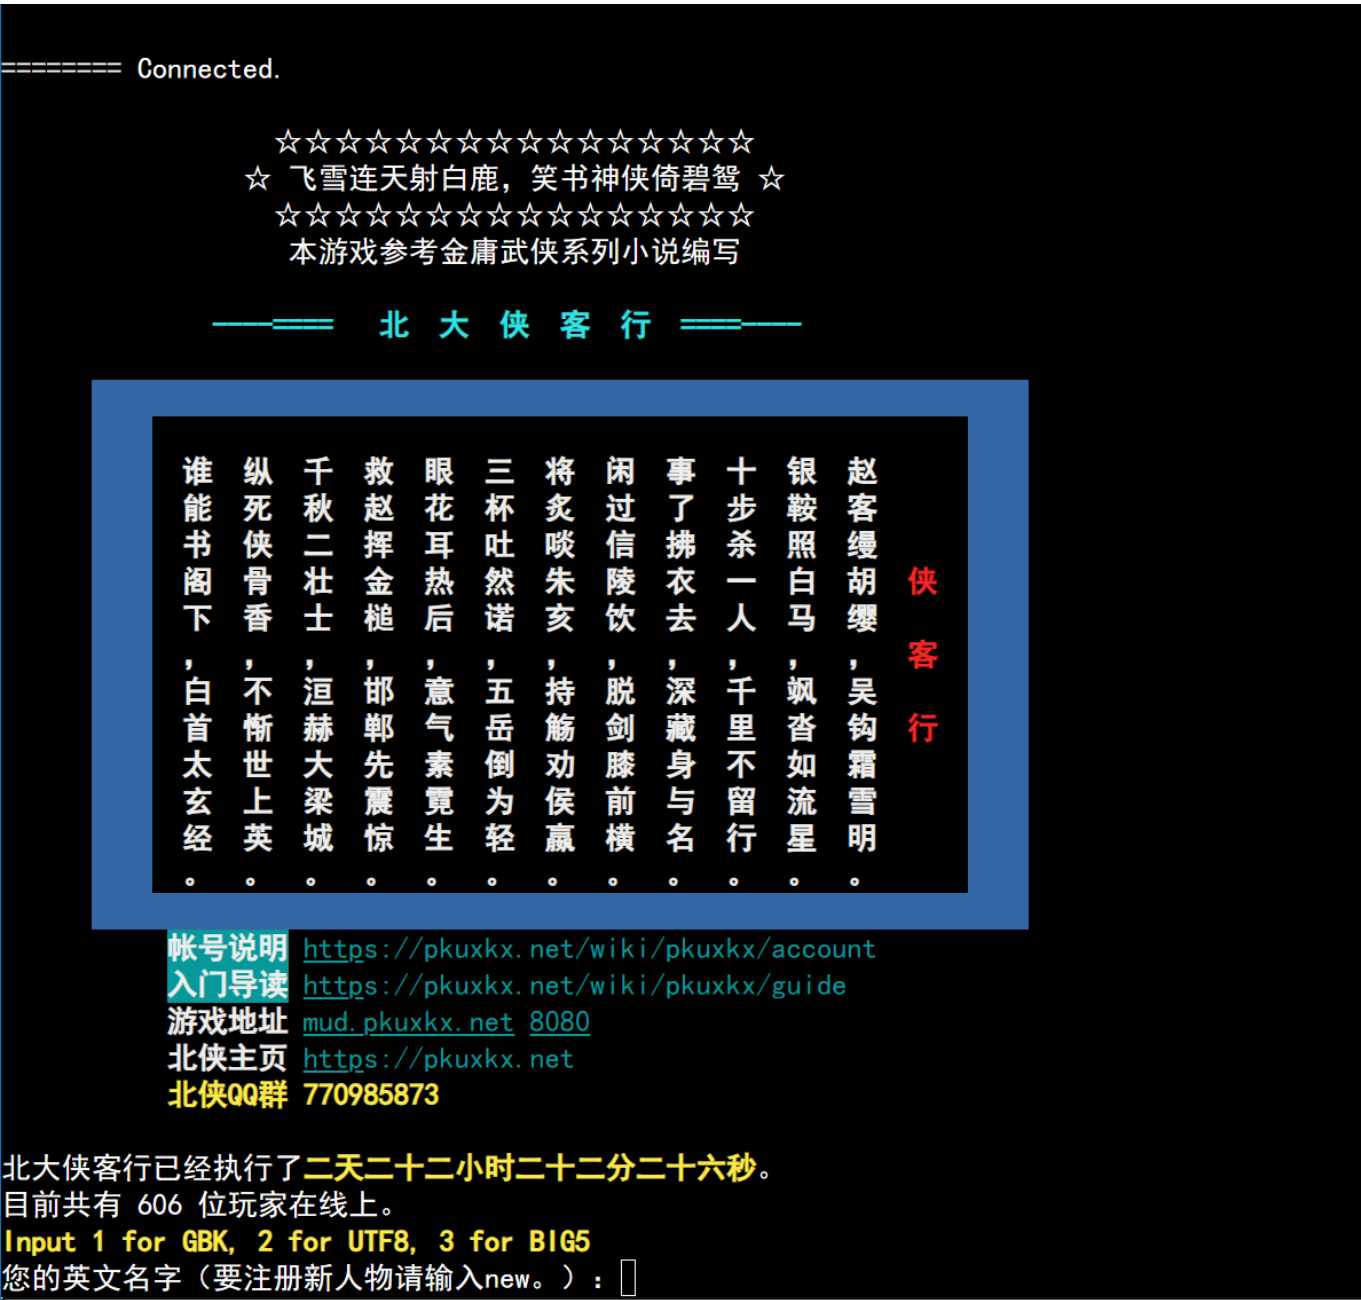 ======== Connected.
☆☆☆☆☆☆☆☆☆☆☆☆☆☆☆☆
☆ 飞雪连天射白鹿，笑书神侠倚碧鸳 ☆
☆☆☆☆☆☆☆☆☆☆☆☆☆☆☆☆
本游戏参考金庸武侠系列小说编写
----==== 北 大 侠 客 行 ====----
侠客行
赵客缦胡缨，吴钩霜雪明。
银鞍照白马，飒沓如流星。
十步杀一人，千里不留行。
事了拂衣去，深藏身与名。
闲过信陵饮，脱剑膝前横。
将炙啖朱亥，持觞劝侯嬴。
三杯吐然诺，五岳倒为轻。
眼花耳热后，意气素霓生。
救赵挥金槌，邯郸先震惊。
千秋二壮士，洹赫大梁城。
纵死侠骨香，不惭世上英。
谁能书阁下，白首太玄经。
帐号说明 https://pkuxkx.net/wiki/pkuxkx/account
入门导读 https://pkuxkx.net/wiki/pkuxkx/guide
游戏地址 mud.pkuxkx.net 8080
北侠主页 https://pkuxkx.net
北侠QQ群 770985873
北大侠客行已经执行了二天二十二小时二十二分二十六秒。
目前共有 606 位玩家在线上。
Input 1 for GBK, 2 for UTF8, 3 for BIG5
您的英文名字（要注册新人物请输入new。）：